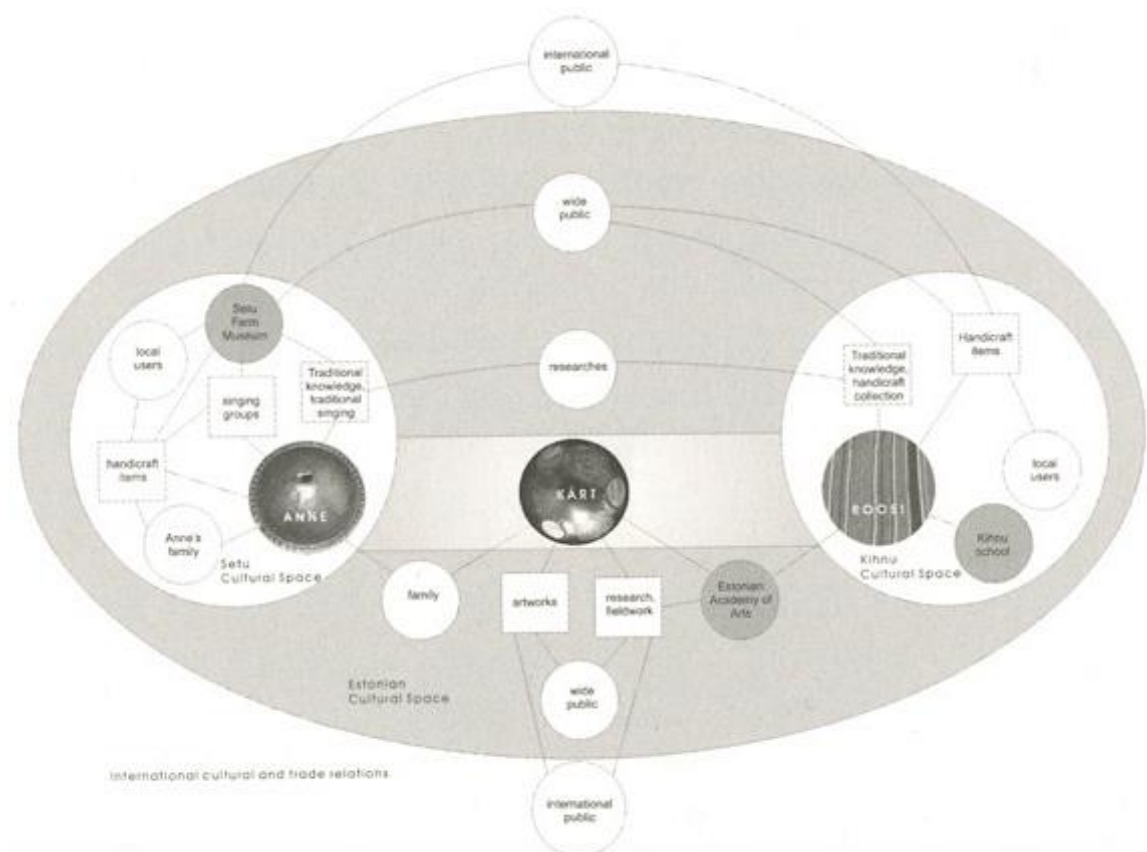 international
public
wide
public
Setu
Farm
Museum
local
users
singing
groups
Traditional
knowledge,
traditional
singing
researches
Traditional
knowledge,
handicraft
collection
Handicraft
items
handicraft
items
ANNE
KÄRT
ROOSI
local
users
Anne's
family
Setu
Cultural Space
Kihnu
school
Kihnu
Cultural Space
family
artworks
research,
fieldwork
Estonian
Academy of
Arts
Estonian
Cultural Space
wide
public
International cultural and trade relations
international
public